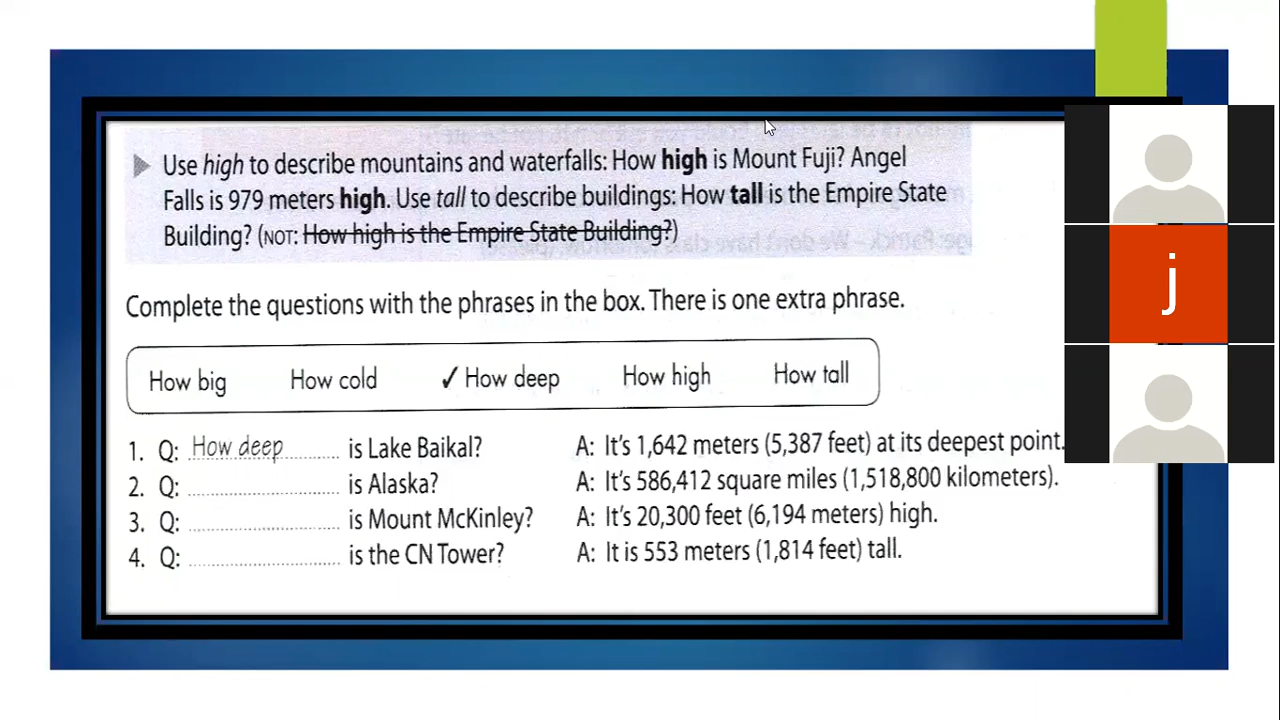 Use high to describe mountains and waterfalls: How high is Mount Fuji? Angel
Falls is 979 meters high. Use tall to describe buildings: How tall is the Empire State
Building? (NOT: How high is the Empire State Building?)
Complete the questions with the phrases in the box. There is one extra phrase.
How big How cold ✓ How deep How high How tall
1. Q: How deep is Lake Baikal? A: It's 1,642 meters (5,387 feet) at its deepest point.
2. Q: is Alaska? A: It's 586,412 square miles (1,518,800 kilometers).
3. Q: is Mount McKinley? A: It's 20,300 feet (6,194 meters) high.
4. Q: is the CN Tower? A: It is 553 meters (1,814 feet) tall.
j